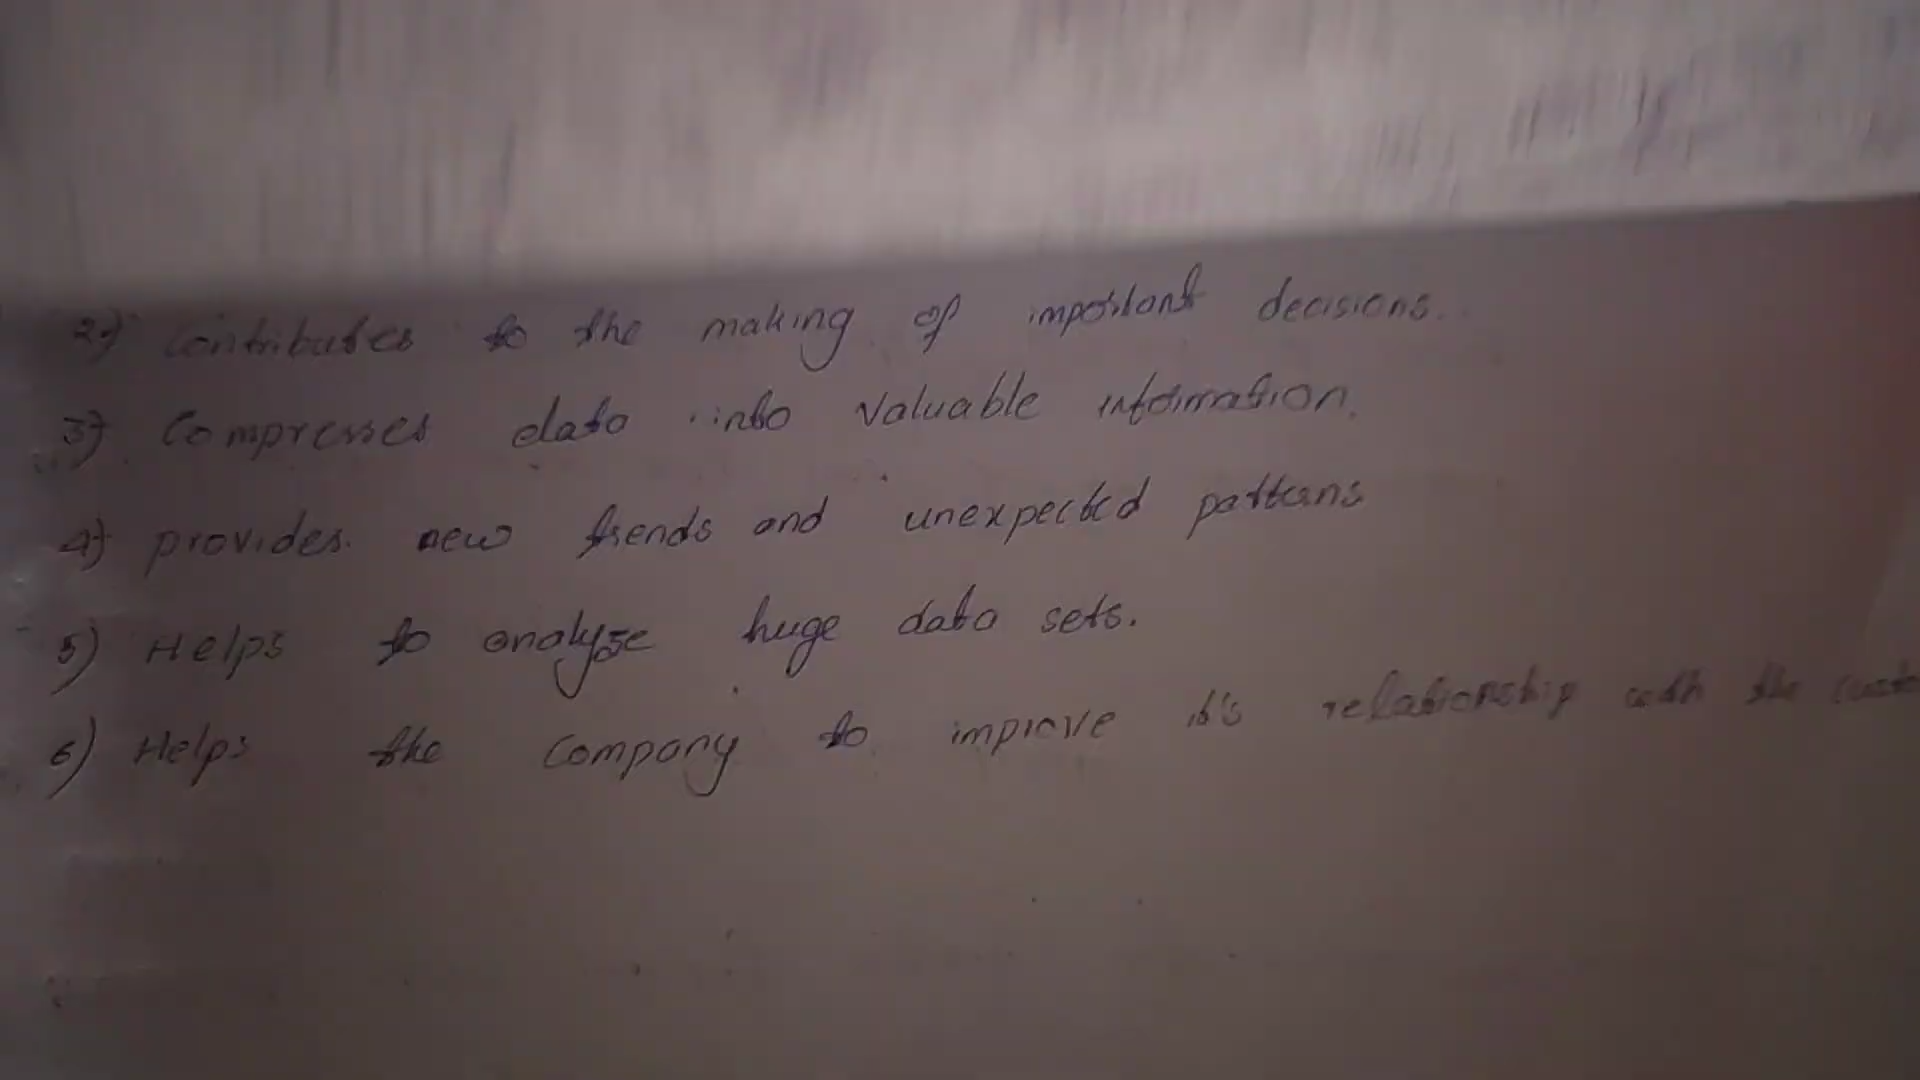 2) Contributes to the making of important decisions.
3) Compresses data into Valuable information.
4) provides new trends and unexpected patterns
5) Helps to analyze huge data sets.
6) Helps the Company to improve it's relationship with the